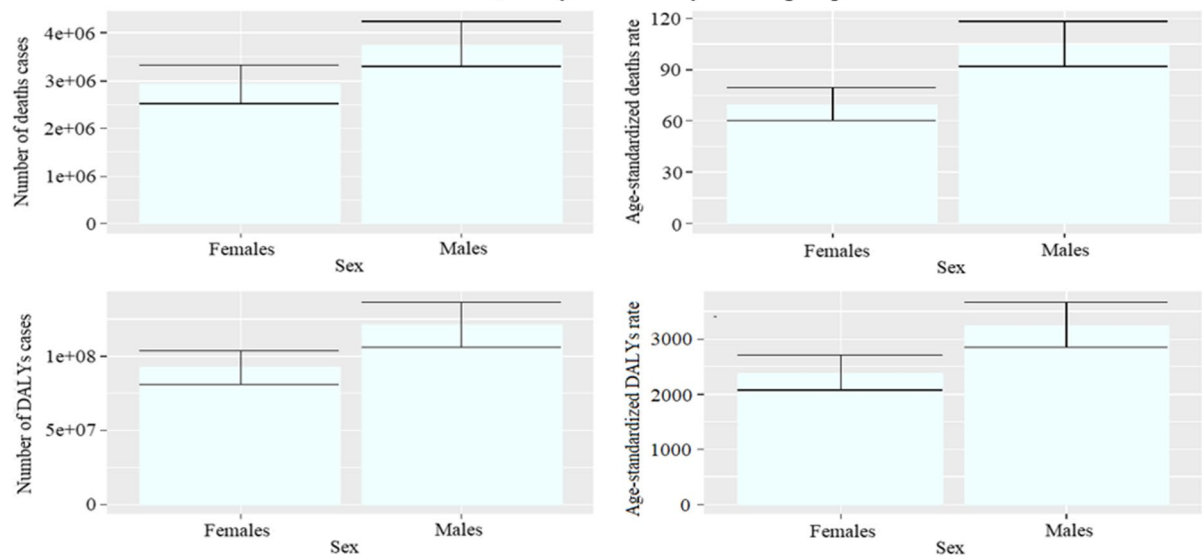 Number of deaths cases
4e+06
3e+06
2e+06
1e+06
0
Females
Males
Sex
Age-standardized deaths rate
120
90
60
30
0
Females
Males
Sex
Number of DALYs cases
1e+08
5e+07
0
Females
Males
Sex
Age-standardized DALYs rate
3000
2000
1000
0
Females
Males
Sex